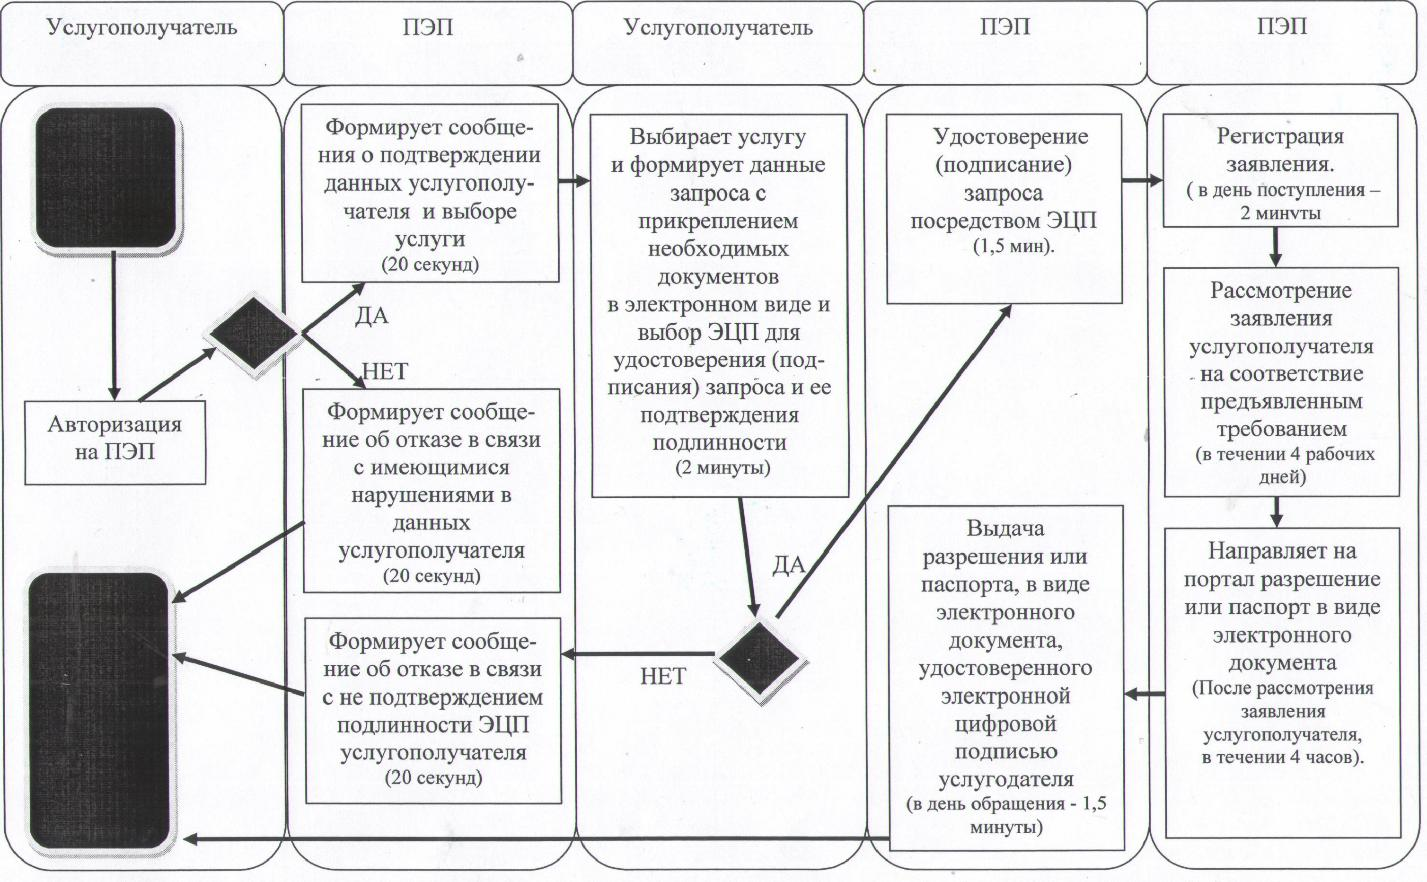 Услугополучатель
ПЭП
Услугополучатель
ПЭП
ПЭП
Авторизация
на ПЭП
Формирует сообще-
ния о подтверждении
данных услугополу-
чателя и выборе
услуги
(20 секунд)
ДА
НЕТ
Формирует сообще-
ние об отказе в связи
с имеющимися
нарушениями в
данных
услугополучателя
(20 секунд)
Формирует сообще-
ние об отказе в связи
с не подтверждением
подлинности ЭЦП
услугополучателя
(20 секунд)
Выбирает услугу
и формирует данные
запроса с
прикреплением
необходимых
документов
в электронном виде и
выбор ЭЦП для
удостоверения (под-
писания) запроса и ее
подтверждения
подлинности
(2 минуты)
ДА
НЕТ
Удостоверение
(подписание)
запроса
посредством ЭЦП
(1,5 мин).
Выдача
разрешения или
паспорта, в виде
электронного
документа,
удостоверенного
электронной
цифровой
подписью
услугодателя
(в день обращения - 1,5
минуты)
Регистрация
заявления.
( в день поступления –
2 минуты
Рассмотрение
заявления
услугополучателя
на соответствие
предъявленным
требованием
(в течении 4 рабочих
дней)
Направляет на
портал разрешение
или паспорт в виде
электронного
документа
(После рассмотрения
заявления
услугополучателя,
в течении 4 часов).